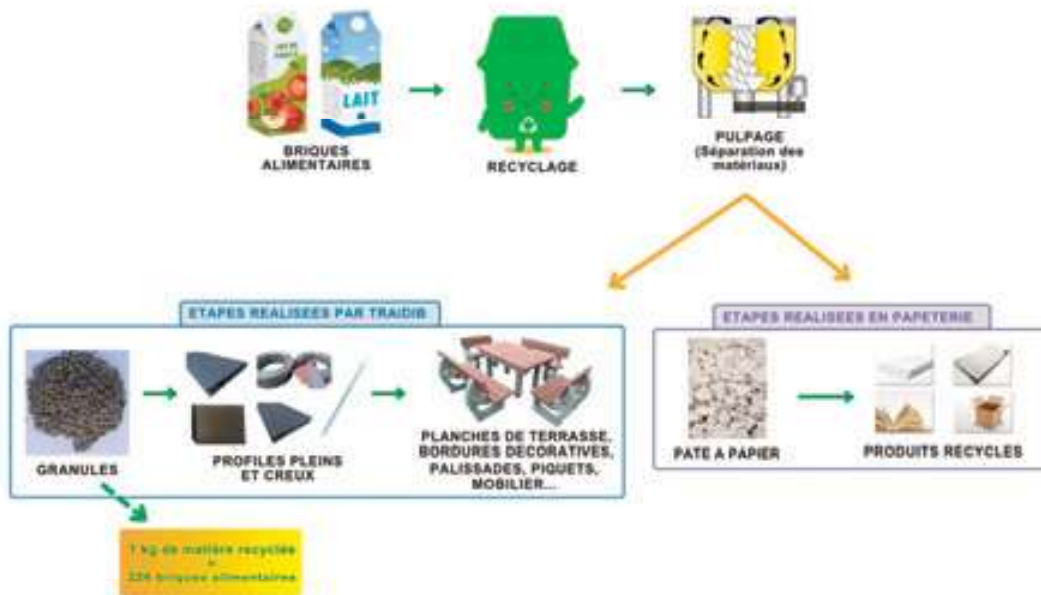 LAIT
BRIQUES
ALIMENTAIRES
RECYCLAGE
PULPAGE
(Séparation des
matériaux)
ETAPES REALISEES PAR TRAIDIB
GRANULES
PROFILES PLEINS
ET CREUX
PLANCHES DE TERRASSE,
BORDURES DECORATIVES,
PALISSADES, PIQUETS,
MOBILIER...
ETAPES REALISEES EN PAPETERIE
PATE A PAPIER
PRODUITS RECYCLES
1 kg de matière recyclée
=
briques alimentaires